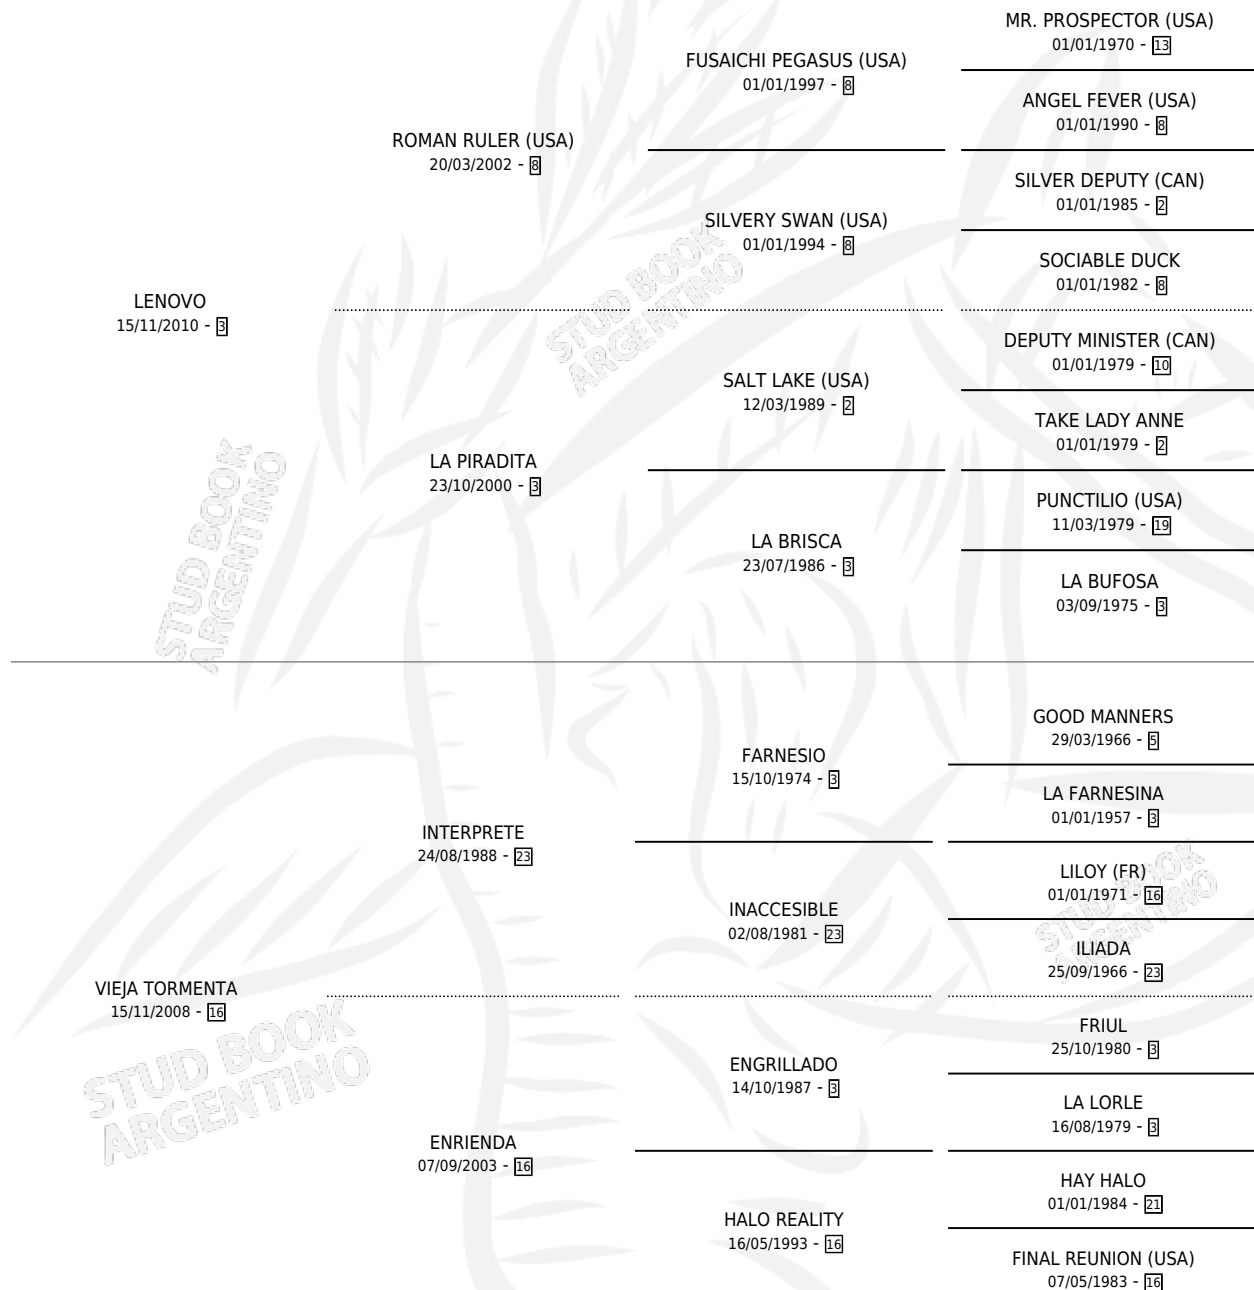 MR. PROSPECTOR (USA)
01/01/1970 - 13
FUSAICHI PEGASUS (USA)
01/01/1997 - 8
ANGEL FEVER (USA)
01/01/1990 - 8
ROMAN RULER (USA)
20/03/2002 - 8
SILVER DEPUTY (CAN)
01/01/1985 - 2
SILVERY SWAN (USA)
01/01/1994 - 8
SOCIABLE DUCK
01/01/1982 - 8
LENOVO
15/11/2010 - 3
DEPUTY MINISTER (CAN)
01/01/1979 - 10
SALT LAKE (USA)
12/03/1989 - 2
TAKE LADY ANNE
01/01/1979 - 2
LA PIRADITA
23/10/2000 - 3
PUNCTILIO (USA)
11/03/1979 - 19
LA BRISCA
23/07/1986 - 3
LA BUFOSA
03/09/1975 - 3
GOOD MANNERS
29/03/1966 - 5
FARNESIO
15/10/1974 - 3
LA FARNESINA
01/01/1957 - 3
INTERPRETE
24/08/1988 - 23
LILOY (FR)
01/01/1971 - 16
INACCESIBLE
02/08/1981 - 23
ILIADA
25/09/1966 - 23
VIEJA TORMENTA
15/11/2008 - 16
FRIUL
25/10/1980 - 3
ENGRILLADO
14/10/1987 - 3
LA LORLE
16/08/1979 - 3
ENRIENDA
07/09/2003 - 16
HAY HALO
01/01/1984 - 21
HALO REALITY
16/05/1993 - 16
FINAL REUNION (USA)
07/05/1983 - 16
STUD BOOK
ARGENTINO
STUD BOOK
ARGENTINO
STUD BOOK
ARGENTINO
STUD BOOK
ARGENTINO